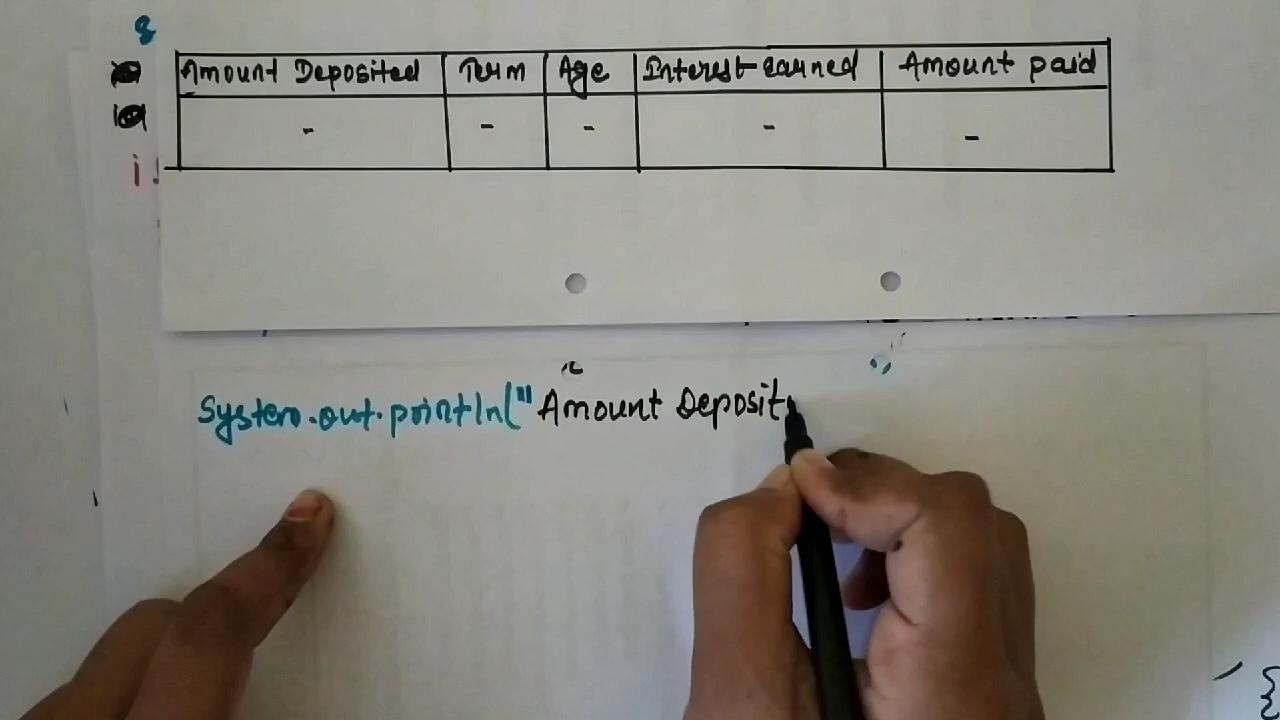 Amount Deposited Term Age Interest earned Amount paid
- - - - -
System.out.println(" Amount Deposit